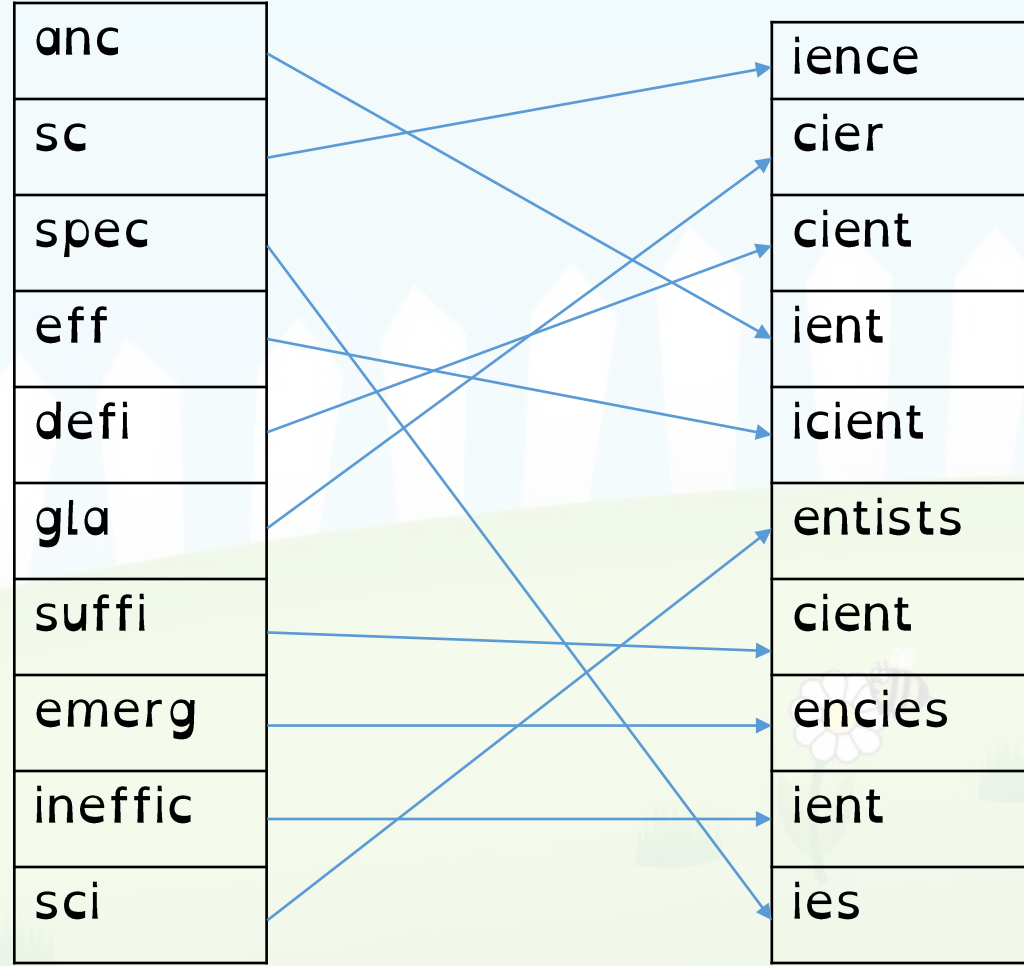 anc
sc
spec
eff
defi
gla
suffi
emerg
ineffic
sci
ience
cier
cient
ient
icient
entists
cient
encies
ient
ies